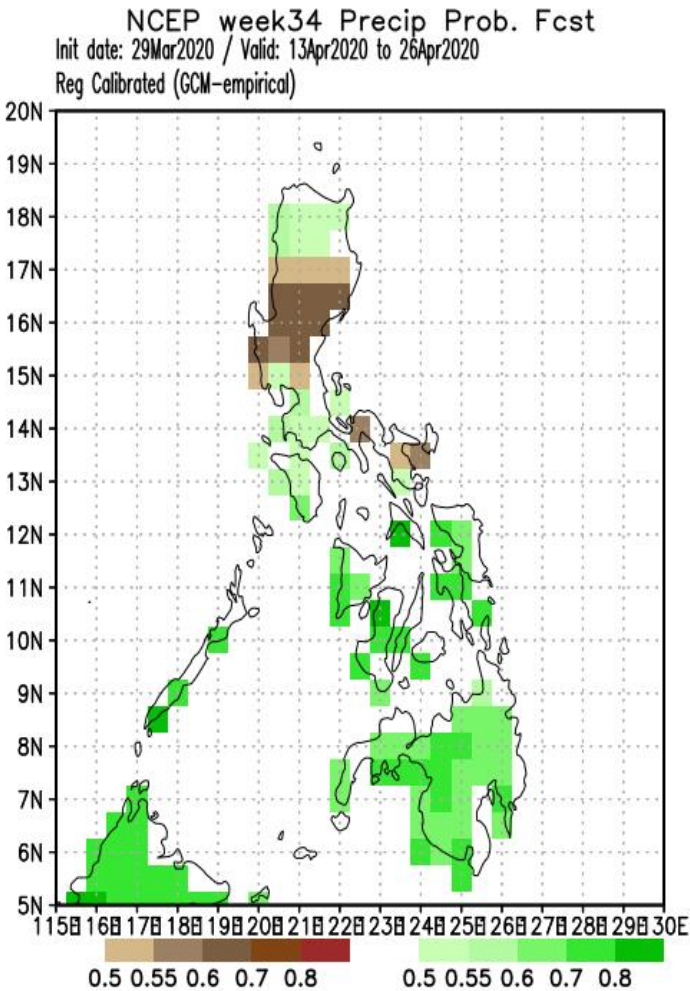 NCEP week34 Precip Prob. Fcst
Init date: 29Mar2020 / Valid: 13Apr2020 to 26Apr2020
Reg Calibrated (GCM-empirical)
20N
19N
18N
17N
16N
15N
14N
13N
12N
11N
10N
9N
8N
7N
6N
5N
115E 116E 117E 118E 119E 120E 121E 122E 123E 124E 125E 126E 127E 128E 129E 130E
0.5 0.55 0.6 0.7 0.8 0.5 0.55 0.6 0.7 0.8